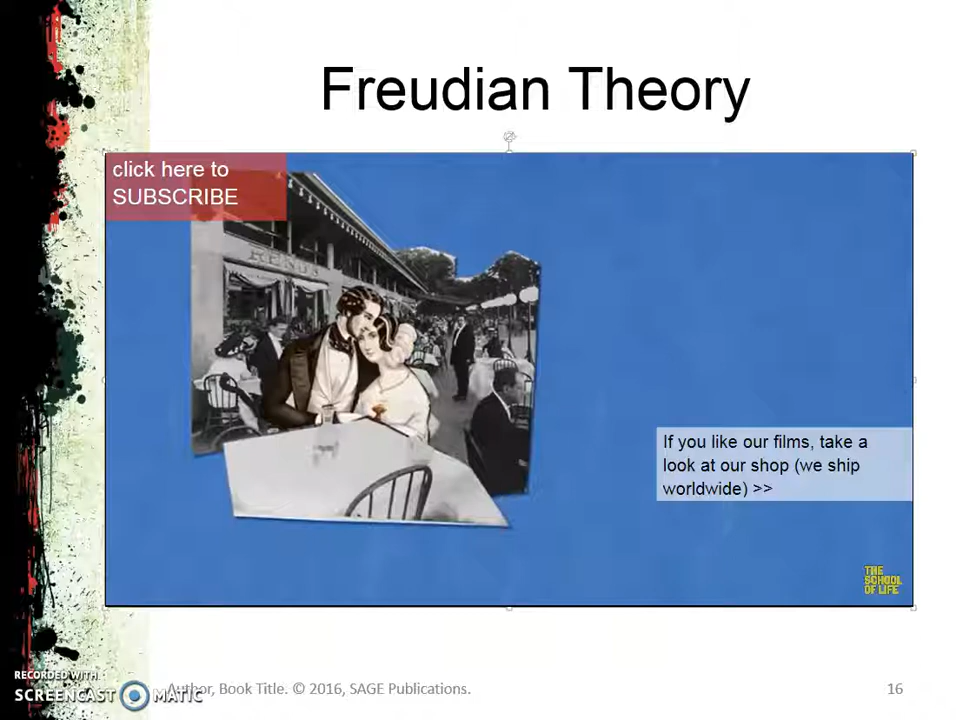 Freudian Theory
click here to
SUBSCRIBE
If you like our films, take a
look at our shop (we ship
worldwide) >>
THE
SCHOOL
OF LIFE
RECORDED WITH
SCREENCAST MATIC
Author, Book Title. © 2016, SAGE Publications.
16